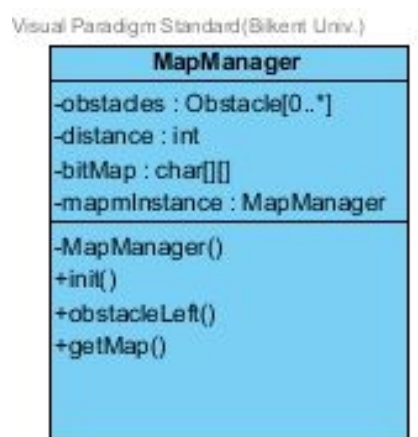 Visual Paradigm Standard(Bilkent Univ.)
MapManager
-obstacles : Obstacle[0..*]
-distance : int
-bitMap : char[][]
-mapmInstance : MapManager
-MapManager()
+init()
+obstacleLeft()
+getMap()